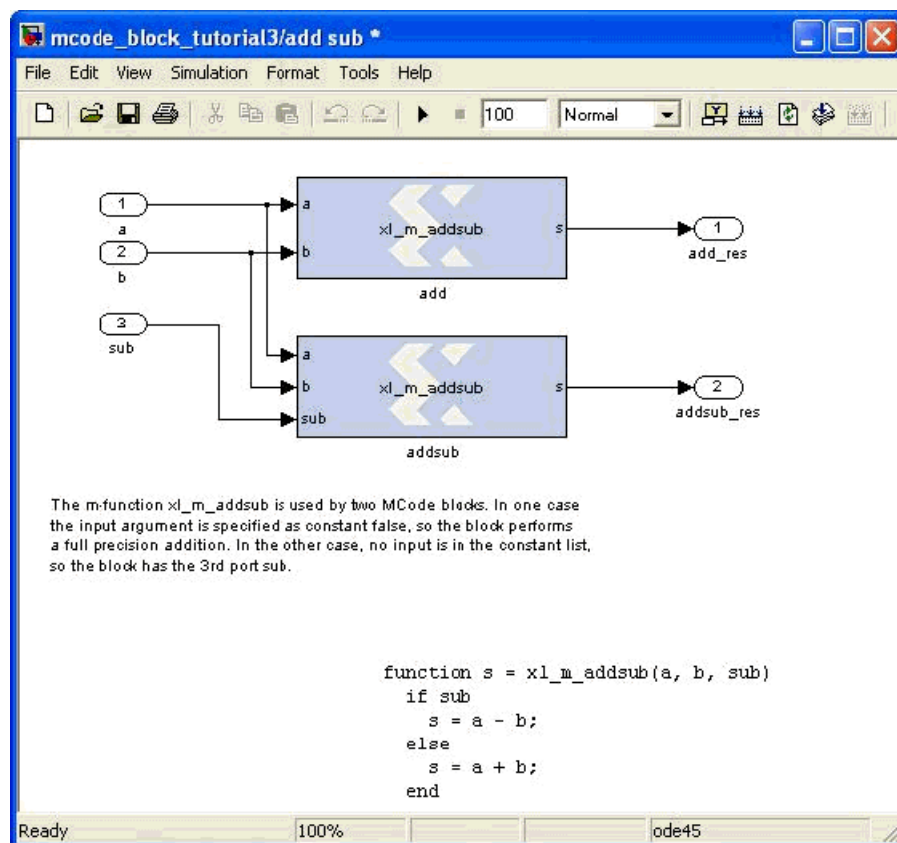 mcode_block_tutorial3/add sub *
File Edit View Simulation Format Tools Help
100 Normal
1
a
2
b
3
sub
a
b
xl_m_addsub
s
add
1
add_res
a
b
sub
xl_m_addsub
s
addsub
2
addsub_res
The m-function xl_m_addsub is used by two MCode blocks. In one case
the input argument is specified as constant false, so the block performs
a full precision addition. In the other case, no input is in the constant list,
so the block has the 3rd port sub.
function s = xl_m_addsub(a, b, sub)
if sub
s = a - b;
else
s = a + b;
end
Ready 100% ode45